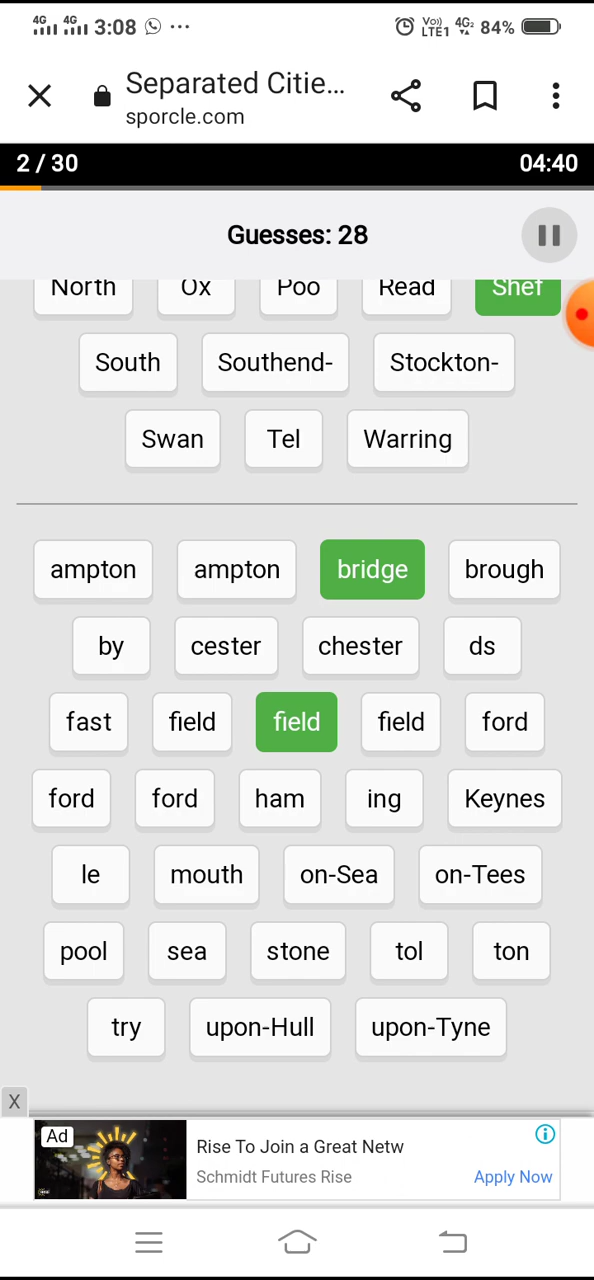 4G 4G 3:08 ... Vo)) LTE1 4G2 84%
Separated Citie...
sporcle.com
2 / 30 04:40
Guesses: 28
North Ox Poo Read Shef
South Southend- Stockton-
Swan Tel Warring
ampton ampton bridge brough
by cester chester ds
fast field field field ford
ford ford ham ing Keynes
le mouth on-Sea on-Tees
pool sea stone tol ton
try upon-Hull upon-Tyne
X
Ad
Rise To Join a Great Netw
Schmidt Futures Rise Apply Now